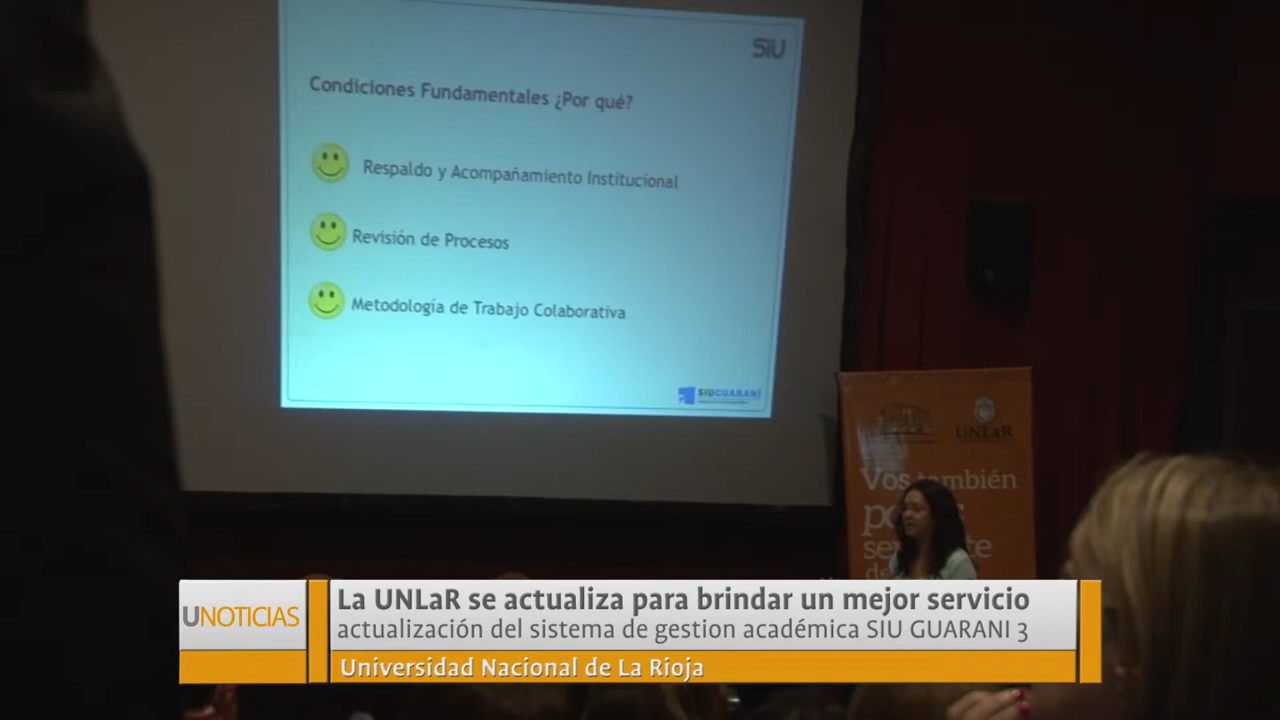 SIU
Condiciones Fundamentales ¿Por qué?
Respaldo y Acompañamiento Institucional
Revisión de Procesos
Metodología de Trabajo Colaborativa
SIUGUARANÍ
UNLaR
Vos también
UNOTICIAS
La UNLaR se actualiza para brindar un mejor servicio
actualización del sistema de gestion académica SIU GUARANI 3
Universidad Nacional de La Rioja